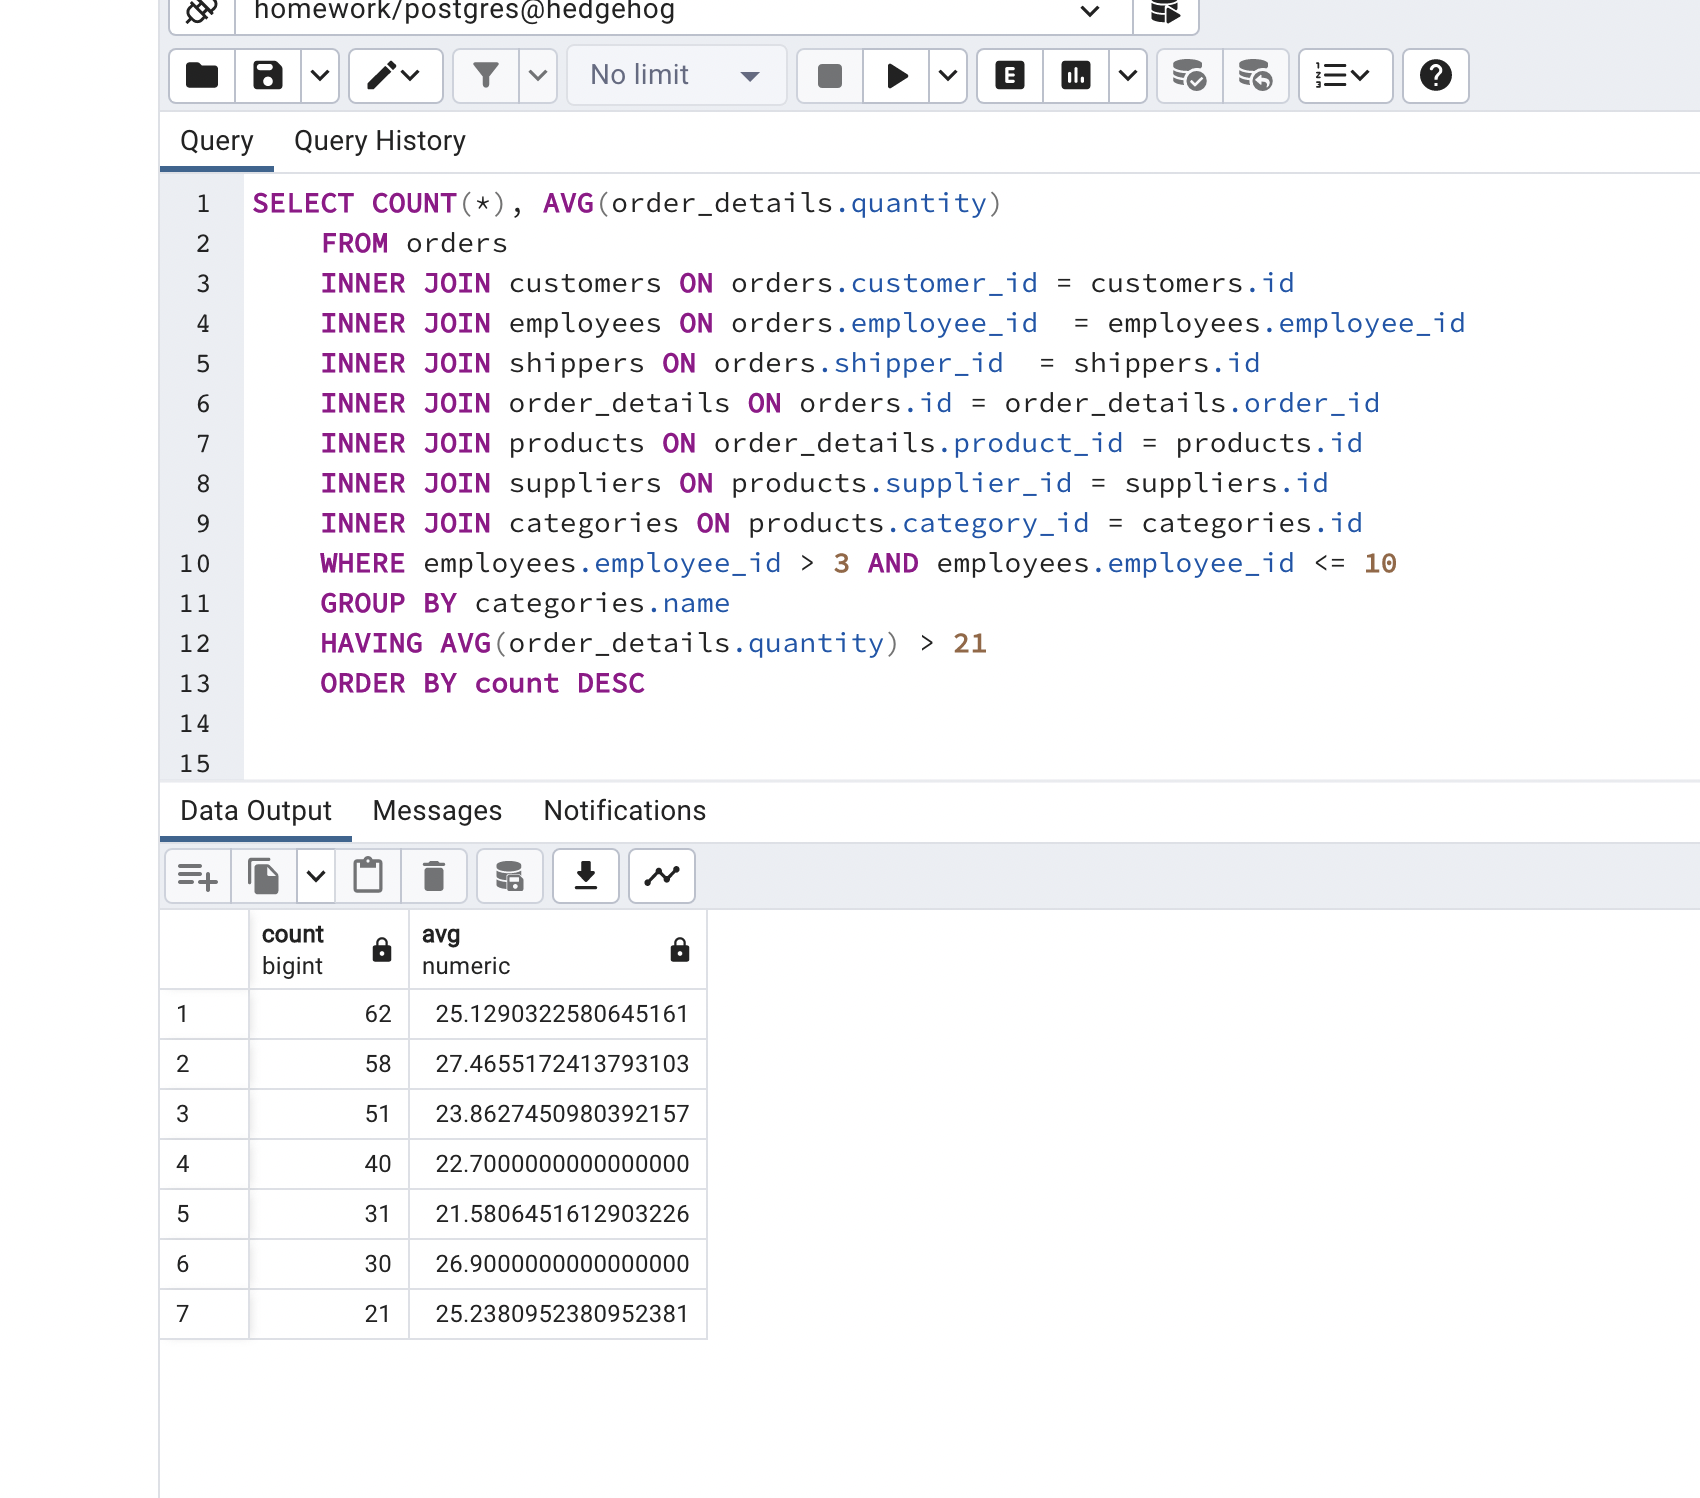 homework/postgres@hedgehog
No limit
E
Query Query History
1 SELECT COUNT(*), AVG(order_details.quantity)
2 FROM orders
3 INNER JOIN customers ON orders.customer_id = customers.id
4 INNER JOIN employees ON orders.employee_id  = employees.employee_id
5 INNER JOIN shippers ON orders.shipper_id  = shippers.id
6 INNER JOIN order_details ON orders.id = order_details.order_id
7 INNER JOIN products ON order_details.product_id = products.id
8 INNER JOIN suppliers ON products.supplier_id = suppliers.id
9 INNER JOIN categories ON products.category_id = categories.id
10 WHERE employees.employee_id > 3 AND employees.employee_id <= 10
11 GROUP BY categories.name
12 HAVING AVG(order_details.quantity) > 21
13 ORDER BY count DESC
14
15
Data Output Messages Notifications
count avg
bigint numeric
1 62 25.1290322580645161
2 58 27.4655172413793103
3 51 23.8627450980392157
4 40 22.7000000000000000
5 31 21.5806451612903226
6 30 26.9000000000000000
7 21 25.2380952380952381